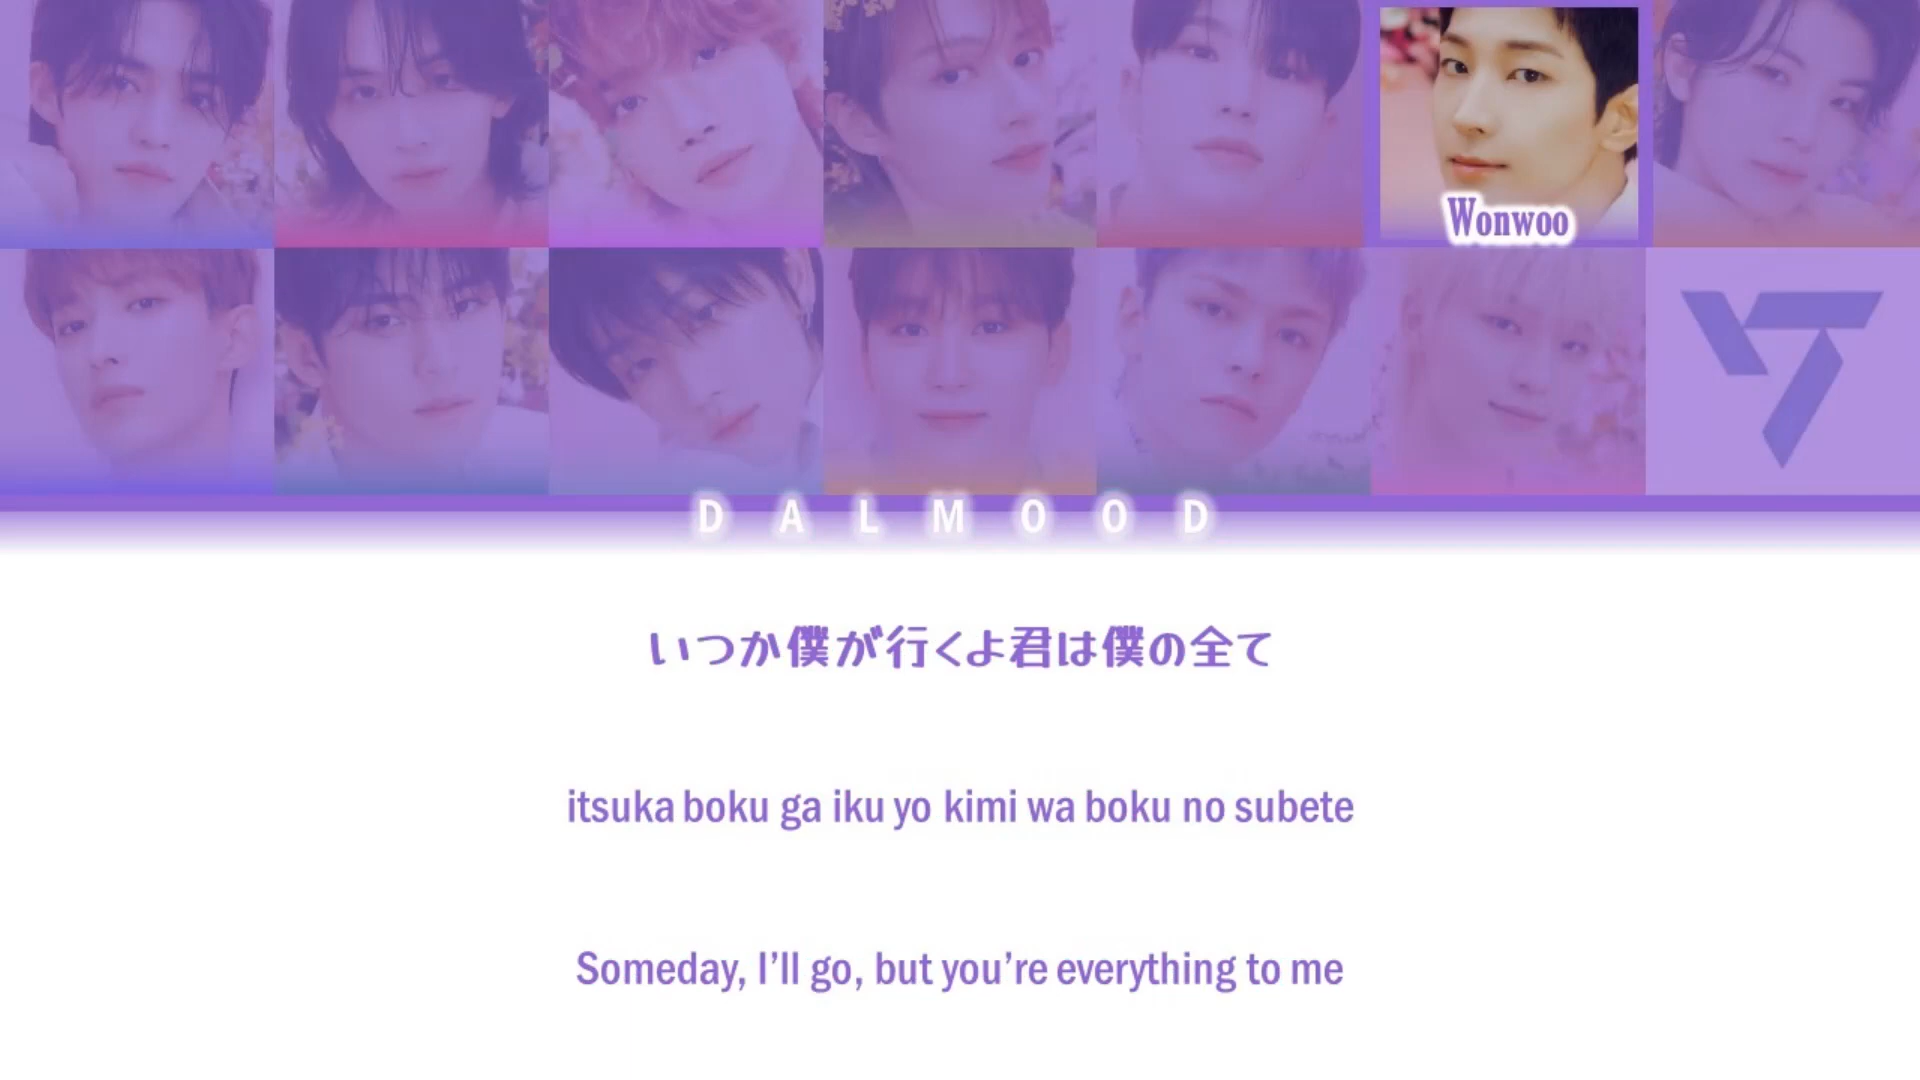 Wonwoo
DALMOOD
いつか僕が行くよ君は僕の全て
itsuka boku ga iku yo kimi wa boku no subete
Someday, I’ll go, but you’re everything to me